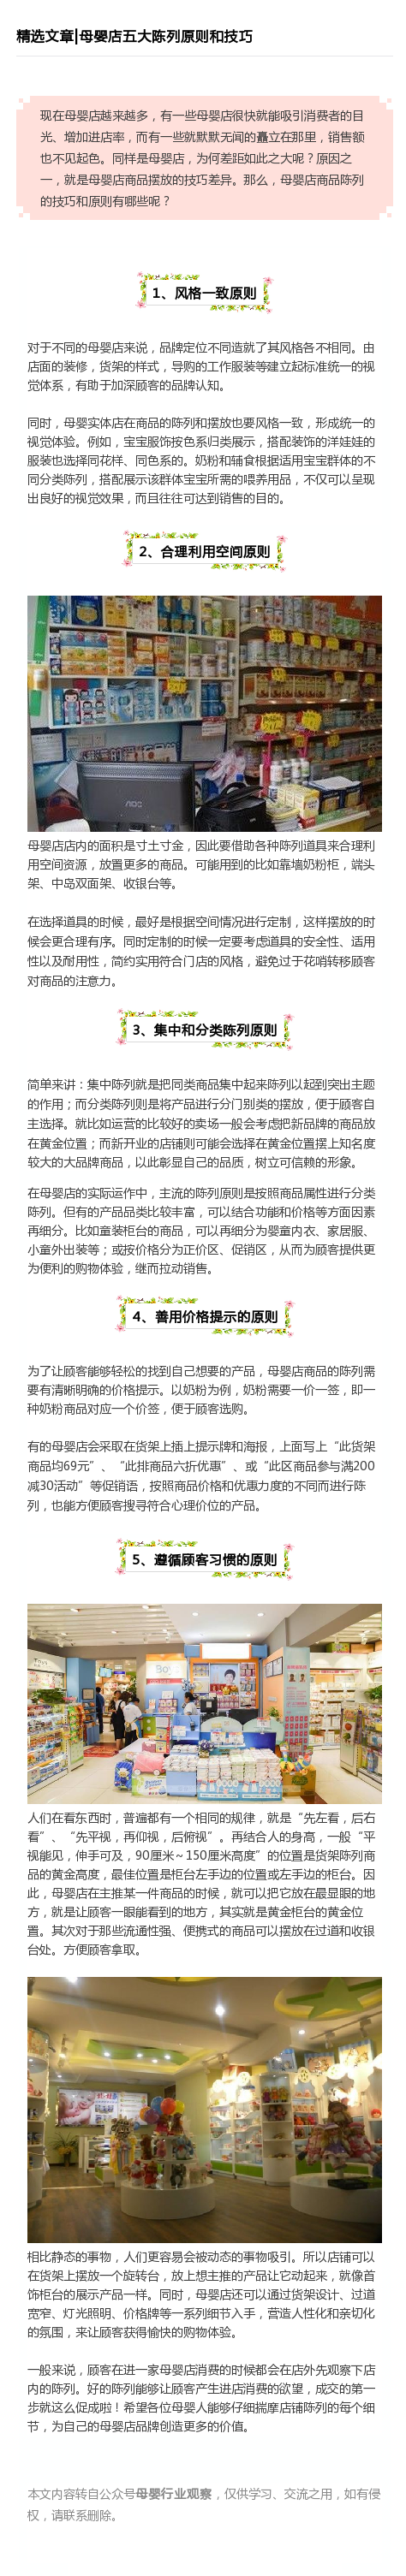 精选文章|母婴店五大陈列原则和技巧
现在母婴店越来越多，有一些母婴店很快就能吸引消费者的目
光、增加进店率，而有一些就默默无闻的矗立在那里，销售额
也不见起色。同样是母婴店，为何差距如此之大呢？原因之
一，就是母婴店商品摆放的技巧差异。那么，母婴店商品陈列
的技巧和原则有哪些呢？
1、风格一致原则
对于不同的母婴店来说，品牌定位不同造就了其风格各不相同。由
店面的装修，货架的样式，导购的工作服装等建立起标准统一的视
觉体系，有助于加深顾客的品牌认知。
同时，母婴实体店在商品的陈列和摆放也要风格一致，形成统一的
视觉体验。例如，宝宝服饰按色系归类展示，搭配装饰的洋娃娃的
服装也选择同花样、同色系的。奶粉和辅食根据适用宝宝群体的不
同分类陈列，搭配展示该群体宝宝所需的喂养用品，不仅可以呈现
出良好的视觉效果，而且往往可达到销售的目的。
2、合理利用空间原则
AOC
母婴店店内的面积是寸土寸金，因此要借助各种陈列道具来合理利
用空间资源，放置更多的商品。可能用到的比如靠墙奶粉柜，端头
架、中岛双面架、收银台等。
在选择道具的时候，最好是根据空间情况进行定制，这样摆放的时
候会更合理有序。同时定制的时候一定要考虑道具的安全性、适用
性以及耐用性，简约实用符合门店的风格，避免过于花哨转移顾客
对商品的注意力。
3、集中和分类陈列原则
简单来讲：集中陈列就是把同类商品集中起来陈列以起到突出主题
的作用；而分类陈列则是将产品进行分门别类的摆放，便于顾客自
主选择。就比如运营的比较好的卖场一般会考虑把新品牌的商品放
在黄金位置；而新开业的店铺则可能会选择在黄金位置摆上知名度
较大的大品牌商品，以此彰显自己的品质，树立可信赖的形象。
在母婴店的实际运作中，主流的陈列原则是按照商品属性进行分类
陈列。但有的产品品类比较丰富，可以结合功能和价格等方面因素
再细分。比如童装柜台的商品，可以再细分为婴童内衣、家居服、
小童外出装等；或按价格分为正价区、促销区，从而为顾客提供更
为便利的购物体验，继而拉动销售。
4、善用价格提示的原则
为了让顾客能够轻松的找到自己想要的产品，母婴店商品的陈列需
要有清晰明确的价格提示。以奶粉为例，奶粉需要一价一签，即一
种奶粉商品对应一个价签，便于顾客选购。
有的母婴店会采取在货架上插上提示牌和海报，上面写上“此货架
商品均69元”、“此排商品六折优惠”、或“此区商品参与满200
减30活动”等促销语，按照商品价格和优惠力度的不同而进行陈
列，也能方便顾客搜寻符合心理价位的产品。
5、遵循顾客习惯的原则
Toys
Boy
人们在看东西时，普遍都有一个相同的规律，就是“先左看，后右
看”、“先平视，再仰视，后俯视”。再结合人的身高，一般“平
视能见，伸手可及，90厘米～150厘米高度”的位置是货架陈列商
品的黄金高度，最佳位置是柜台左手边的位置或左手边的柜台。因
此，母婴店在主推某一件商品的时候，就可以把它放在最显眼的地
方，就是让顾客一眼能看到的地方，其实就是黄金柜台的黄金位
置。其次对于那些流通性强、便携式的商品可以摆放在过道和收银
台处。方便顾客拿取。
相比静态的事物，人们更容易会被动态的事物吸引。所以店铺可以
在货架上摆放一个旋转台，放上想主推的产品让它动起来，就像首
饰柜台的展示产品一样。同时，母婴店还可以通过货架设计、过道
宽窄、灯光照明、价格牌等一系列细节入手，营造人性化和亲切化
的氛围，来让顾客获得愉快的购物体验。
一般来说，顾客在进一家母婴店消费的时候都会在店外先观察下店
内的陈列。好的陈列能够让顾客产生进店消费的欲望，成交的第一
步就这么促成啦！希望各位母婴人能够仔细揣摩店铺陈列的每个细
节，为自己的母婴店品牌创造更多的价值。
本文内容转自公众号母婴行业观察，仅供学习、交流之用，如有侵
权，请联系删除。